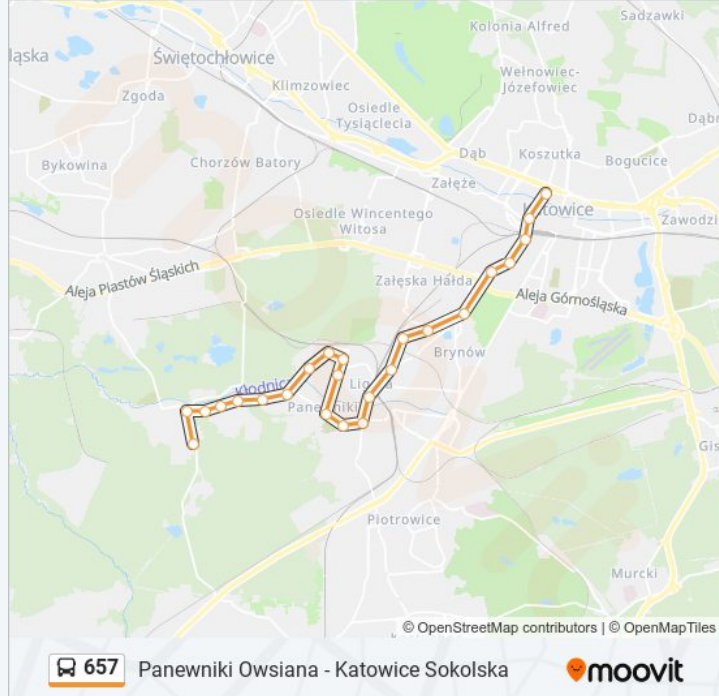 Kolonia Alfred
Sadzawki
ląska
Świętochłowice
Wełnowiec-
Józefowiec
Klimzowiec
Zgoda
Osiedle
Tysiąclecia
Dąbr
Dąb
Koszutka
Bogucice
Bykowina
Chorzów Batory
Załęże
Osiedle Wincentego
Witosa
Katowice
Zawodzi
Aleja Piastów Śląskich
Załęska Hałda
Aleja Górnośląska
Brynów
Kłodnica
Ligota
Panewniki
Gis
Piotrowice
Murcki
© OpenStreetMap contributors | © OpenMapTiles
657 Panewniki Owsiana - Katowice Sokolska
moovit